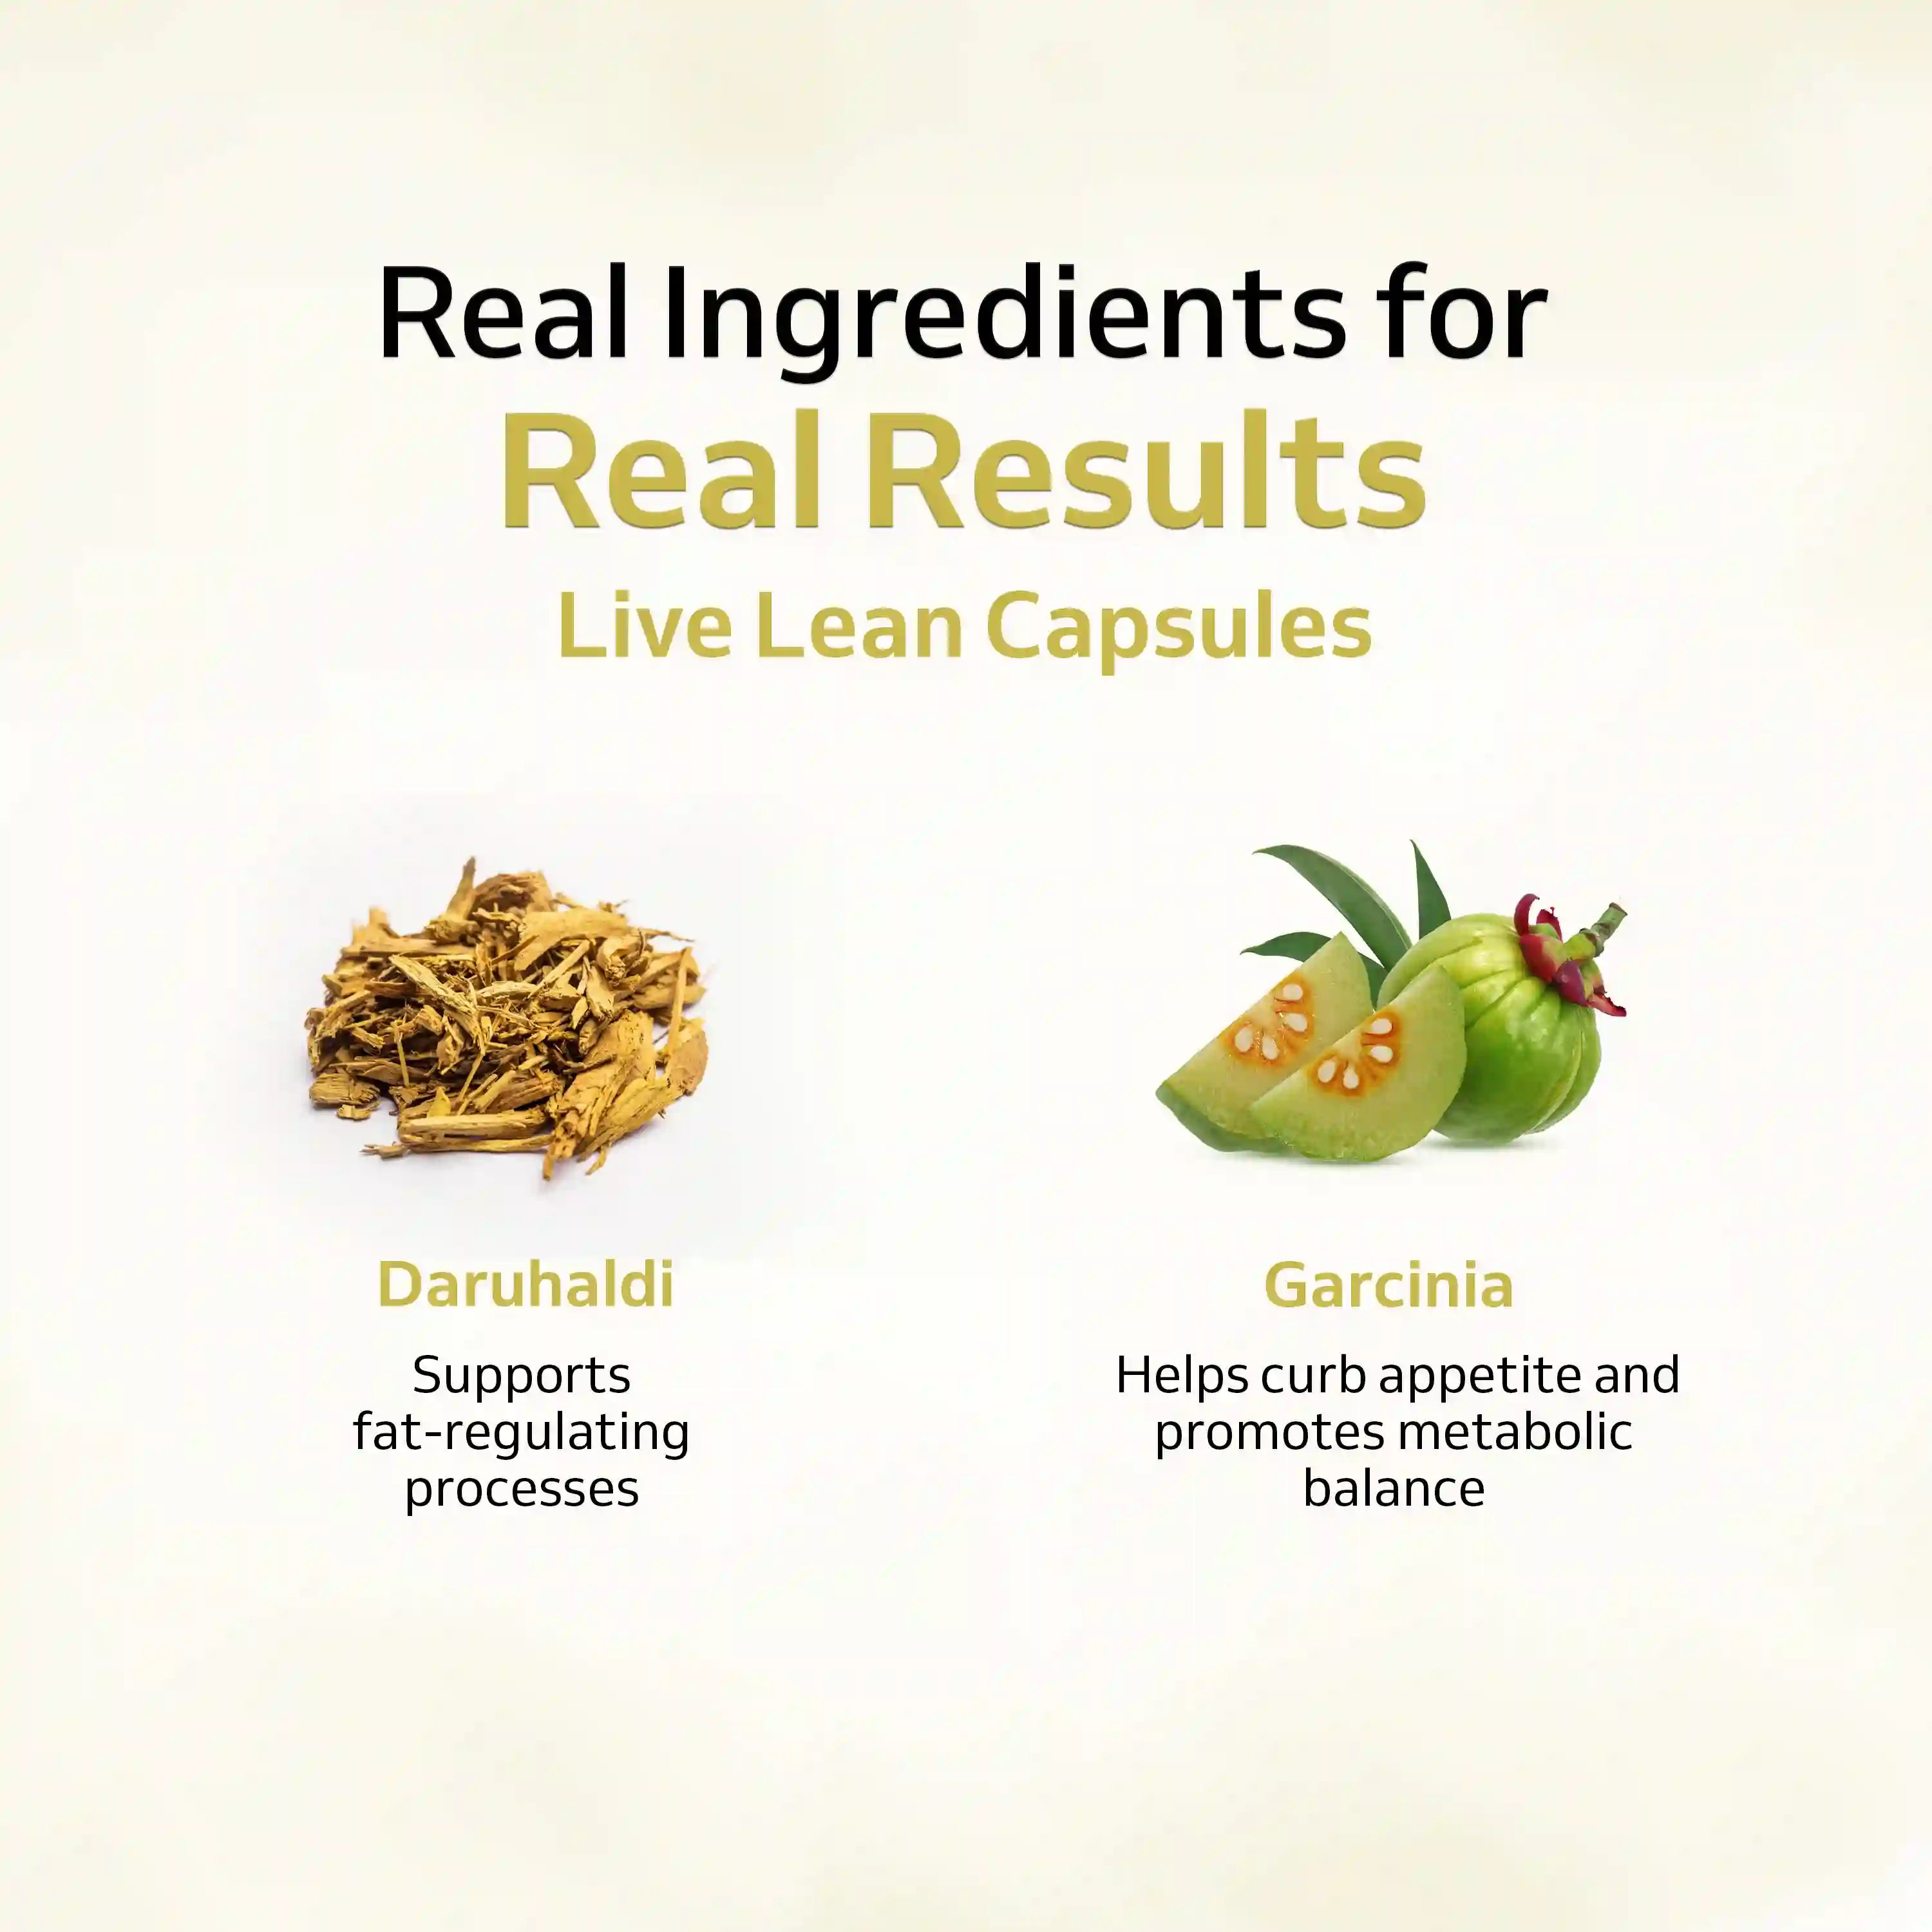 Real Ingredients for
Real Results
Live Lean Capsules
Daruhaldi
Supports
fat-regulating
processes
Garcinia
Helps curb appetite and
promotes metabolic
balance